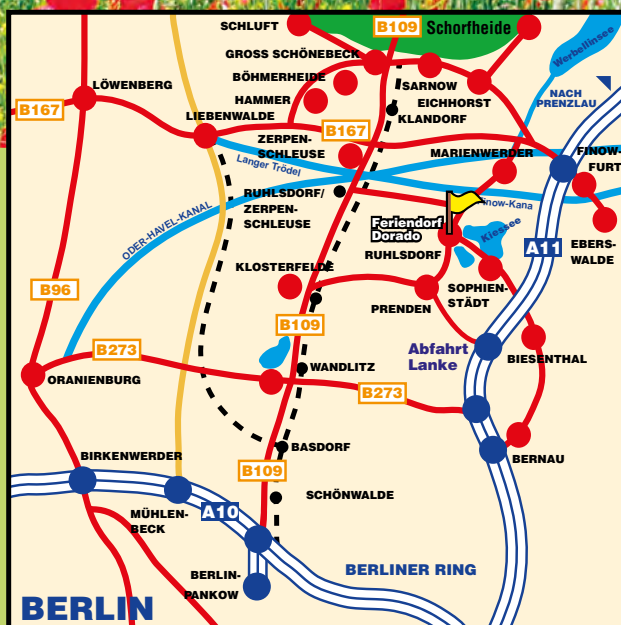 SCHLUFT
B109
Schorfheide
GROSS SCHÖNEBECK
Werbellinsee
BÖHMERHEIDE
SARNOW
LÖWENBERG
EICHHORST
NACH
PRENZLAU
HAMMER
B167
LIEBENWALDE
KLANDORF
B167
ZERPEN-
SCHLEUSE
MARIENWERDER
FINOW-
FURT
Langer Trödel
RUHLSDORF/
ZERPEN-
SCHLEUSE
inow-Kana
ODER-HAVEL-KANAL
Feriendorf
Dorado
Kiessee
A11
EBERS-
WALDE
RUHLSDORF
KLOSTERFELDE
SOPHIEN-
STÄDT
B96
PRENDEN
B109
B273
Abfahrt
Lanke
BIESENTHAL
WANDLITZ
ORANIENBURG
B273
BASDORF
BIRKENWERDER
BERNAU
B109
SCHÖNWALDE
MÜHLEN-
BECK
A10
BERLINER RING
BERLIN-
PANKOW
BERLIN